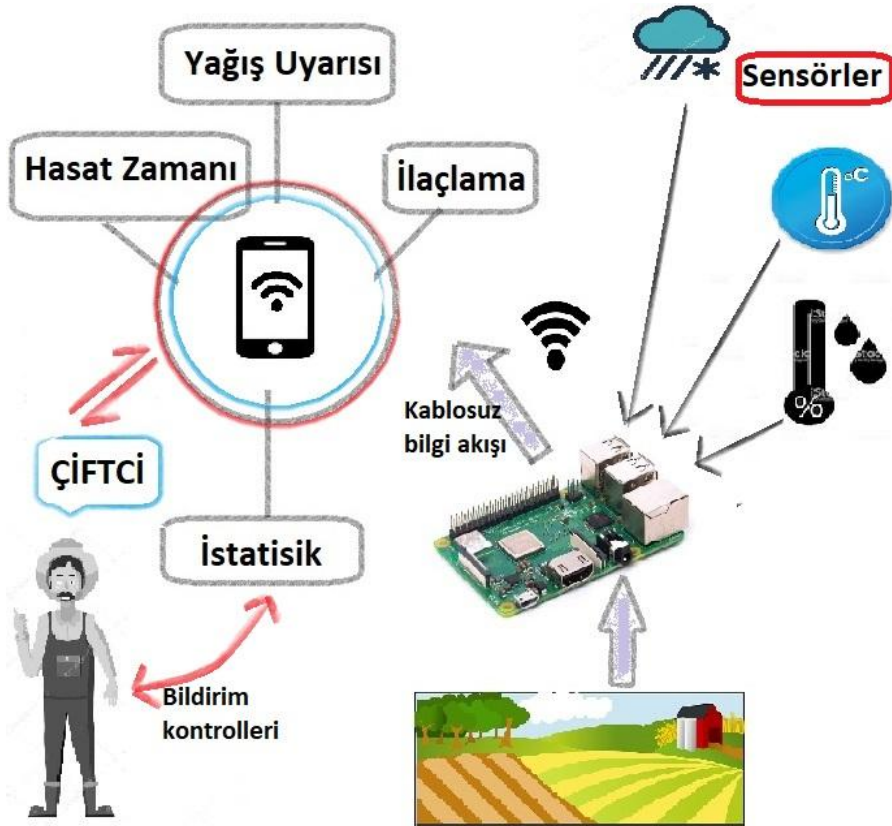 Yağış Uyarısı
Sensörler
Hasat Zamanı
İlaçlama
°C
%
Kablosuz
bilgi akışı
ÇİFTCİ
İstatisik
Bildirim
kontrolleri